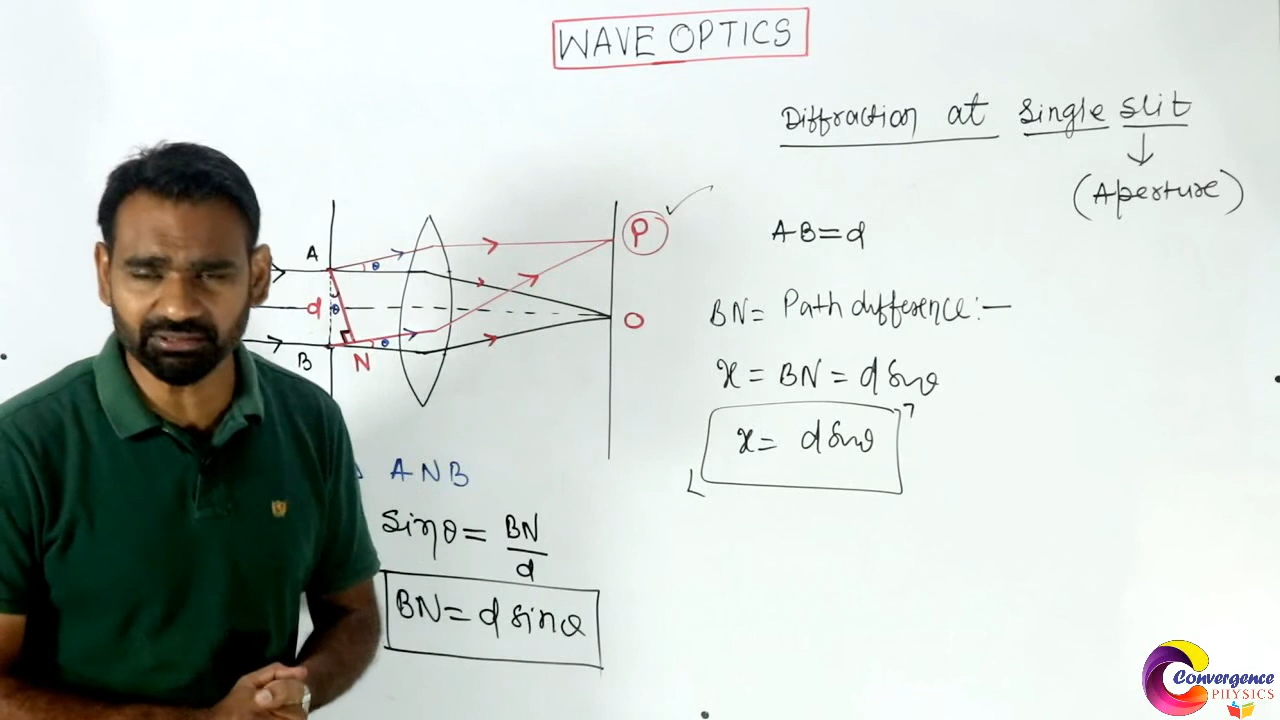 WAVE OPTICS
Diffraction at single slit
(Aperture)
AB=d
BN= Path difference:-
x = BN = d sinθ
x= d sinθ
A
B
d
θ
θ
θ
N
P
O
Δ ANB
Sinθ= BN
d
BN= d sinθ
Convergence
PHYSICS